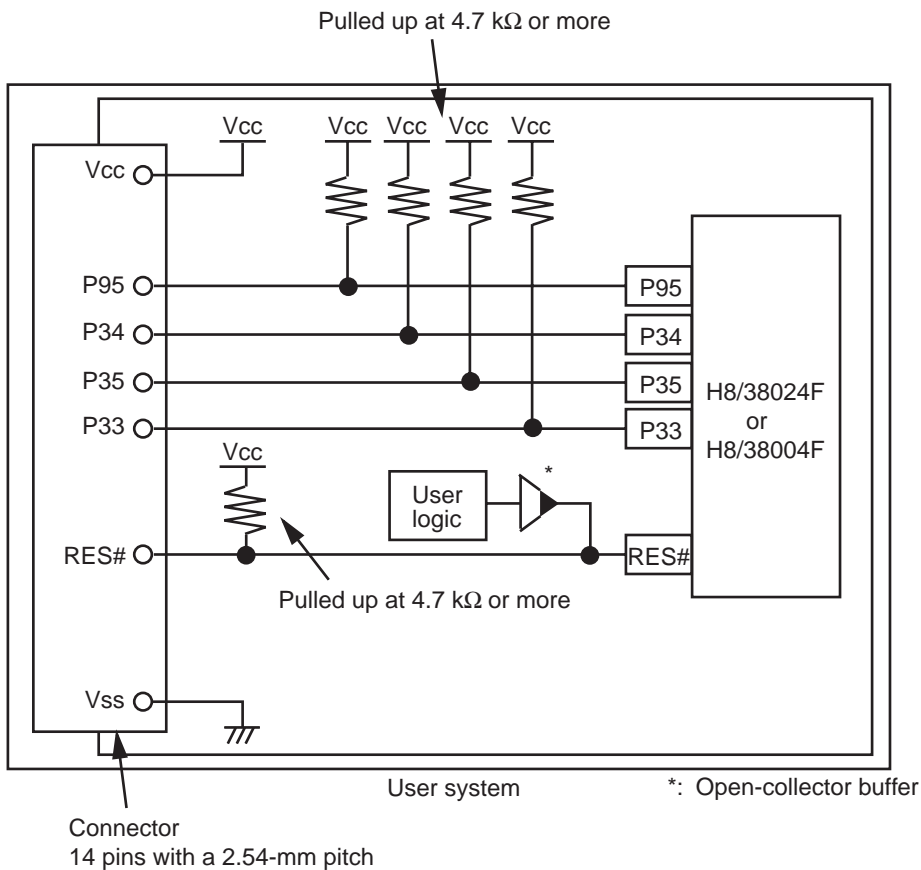 Pulled up at 4.7 kΩ or more
Vcc
Vcc
Vcc
Vcc
Vcc
Vcc
P95
P95
P34
P34
P35
P35
P33
P33
H8/38024F
or
H8/38004F
Vcc
User
logic
*
RES#
RES#
Pulled up at 4.7 kΩ or more
Vss
User system
*: Open-collector buffer
Connector
14 pins with a 2.54-mm pitch